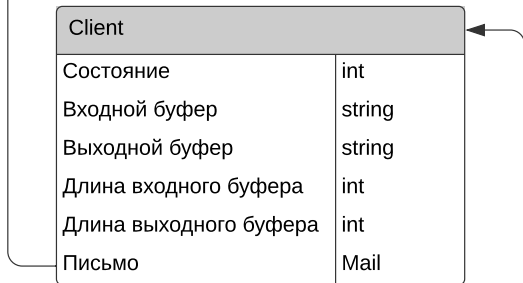 Client
Состояние int
Входной буфер string
Выходной буфер string
Длина входного буфера int
Длина выходного буфера int
Письмо Mail